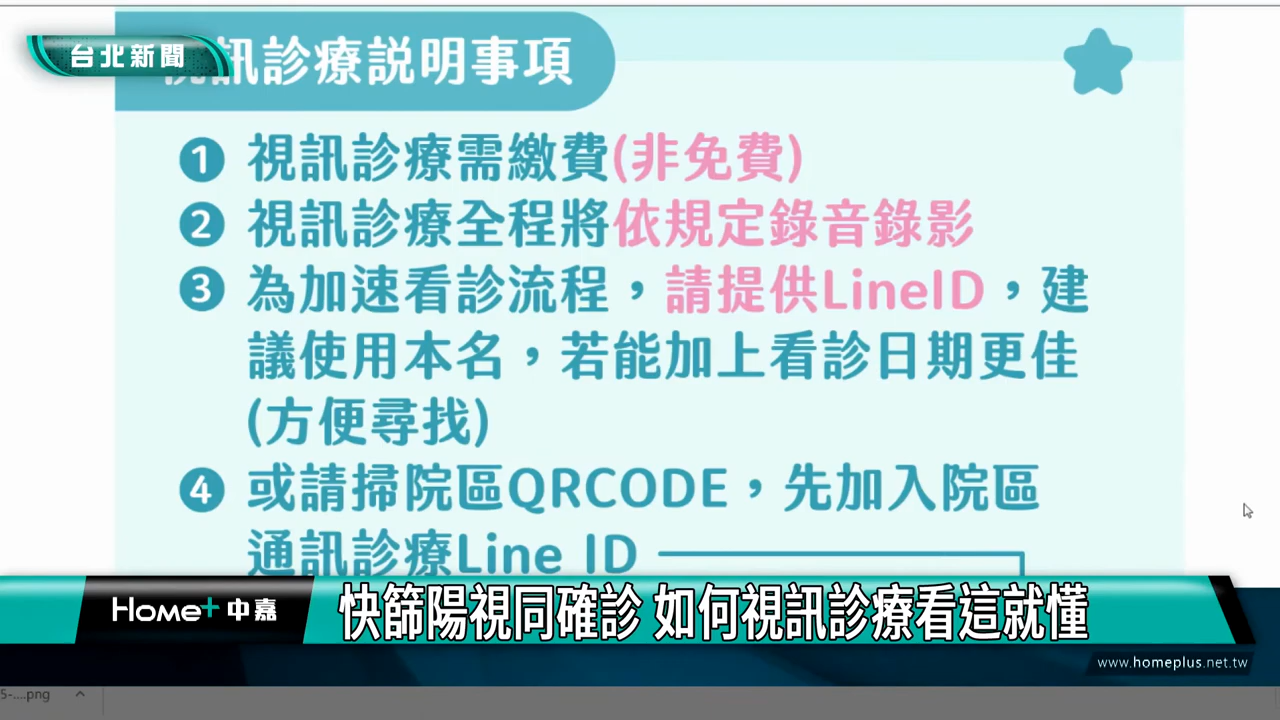 台北新聞
訊診療説明事項
1 視訊診療需繳費(非免費)
2 視訊診療全程將依規定錄音錄影
3 為加速看診流程，請提供LineID，建
議使用本名，若能加上看診日期更佳
(方便尋找)
4 或請掃院區QRCODE，先加入院區
通訊診療Line ID
Home+中嘉
快篩陽視同確診 如何視訊診療看這就懂
www.homeplus.net.tw
5-....png